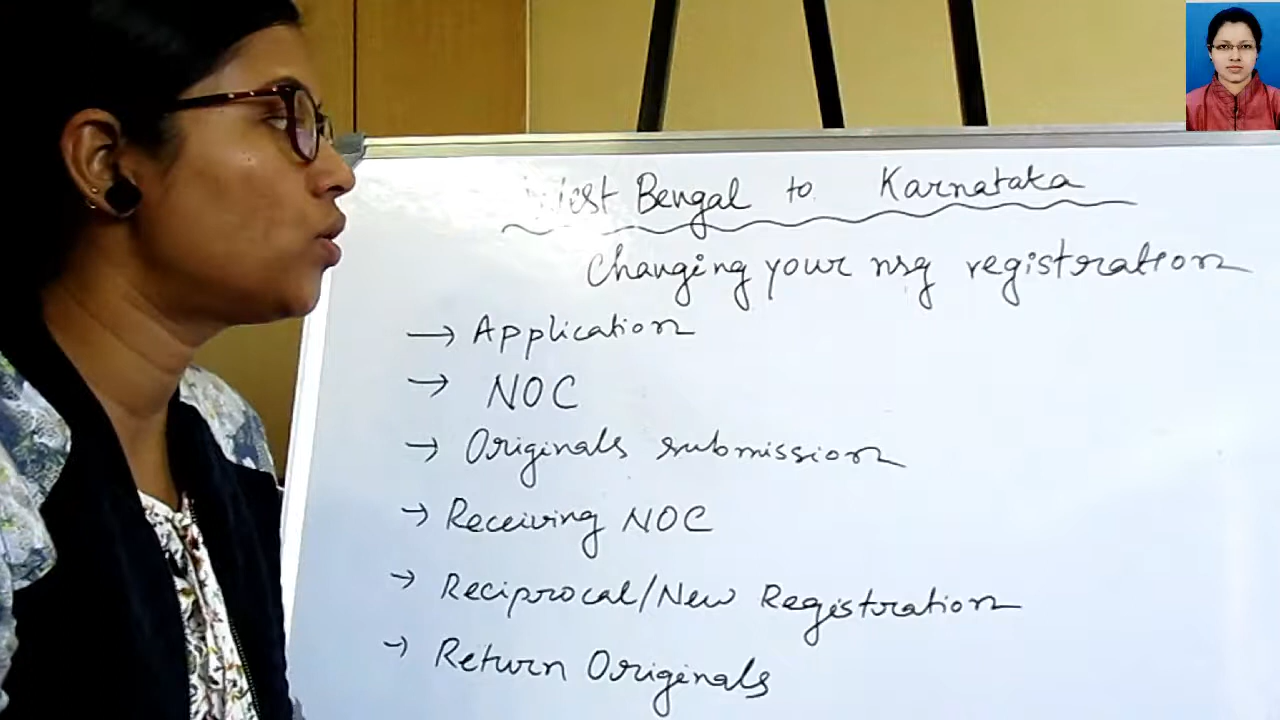 West Bengal to Karnataka
Changing your nsg registration
→ Application
→ NOC
→ Originals submission
→ Receiving NOC
→ Reciprocal/New Registration
→ Return Originals